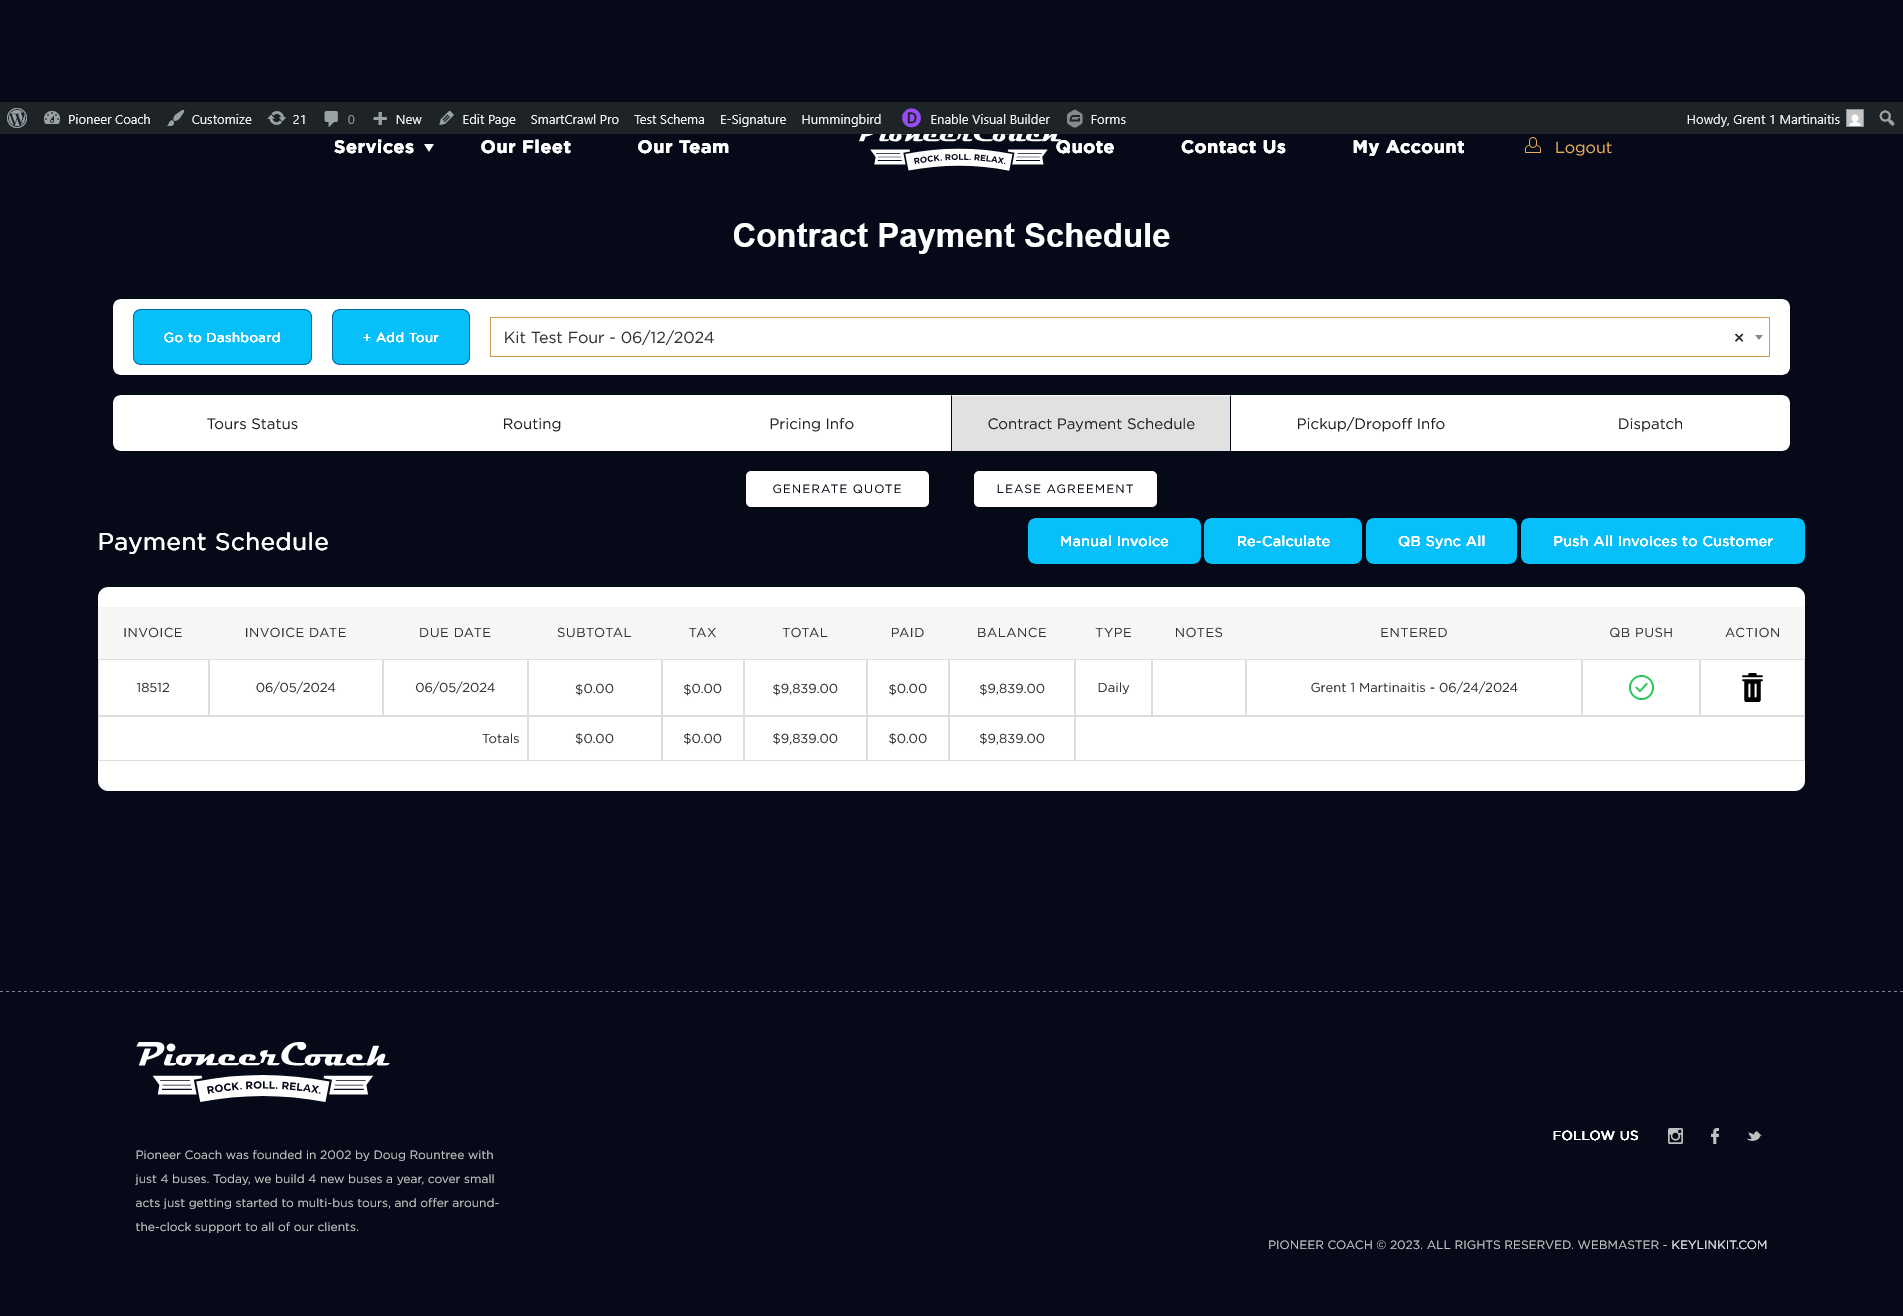 Pioneer Coach Customize 21 0 New Edit Page SmartCrawl Pro Test Schema E-Signature Hummingbird D Enable Visual Builder Forms Howdy, Grent 1 Martinaitis
Services ▼ Our Fleet Our Team PioneerCoach Quote Contact Us My Account Logout
ROCK. ROLL. RELAX.
Contract Payment Schedule
Go to Dashboard + Add Tour Kit Test Four - 06/12/2024 ×
Tours Status Routing Pricing Info Contract Payment Schedule Pickup/Dropoff Info Dispatch
GENERATE QUOTE LEASE AGREEMENT
Payment Schedule Manual Invoice Re-Calculate QB Sync All Push All Invoices to Customer
INVOICE INVOICE DATE DUE DATE SUBTOTAL TAX TOTAL PAID BALANCE TYPE NOTES ENTERED QB PUSH ACTION
18512 06/05/2024 06/05/2024 $0.00 $0.00 $9,839.00 $0.00 $9,839.00 Daily Grent 1 Martinaitis - 06/24/2024
Totals $0.00 $0.00 $9,839.00 $0.00 $9,839.00
PioneerCoach
ROCK. ROLL. RELAX.
Pioneer Coach was founded in 2002 by Doug Rountree with
just 4 buses. Today, we build 4 new buses a year, cover small
acts just getting started to multi-bus tours, and offer around-
the-clock support to all of our clients.
FOLLOW US
PIONEER COACH © 2023. ALL RIGHTS RESERVED. WEBMASTER - KEYLINKIT.COM